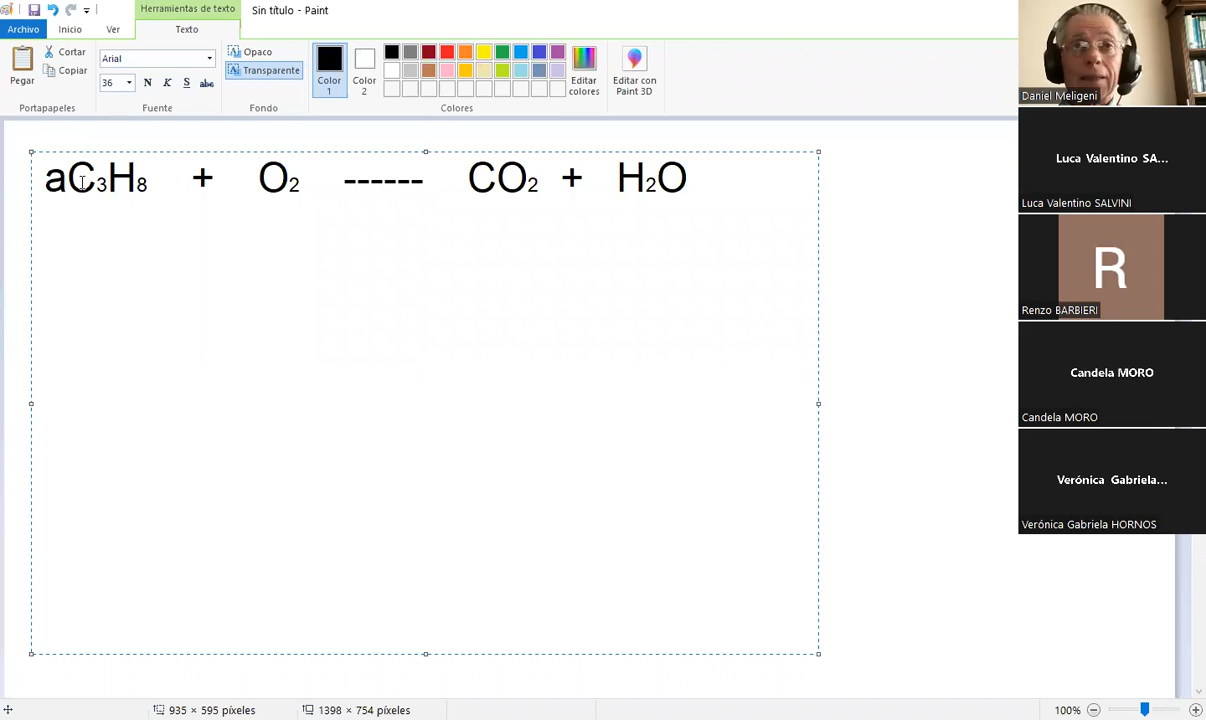 Herramientas de texto
Sin título - Paint
Archivo
Inicio
Ver
Texto
Pegar
Cortar
Copiar
Portapapeles
Arial
36
N K S abc
Fuente
Opaco
Transparente
Fondo
Color 1
Color 2
Editar colores
Editar con Paint 3D
Colores
aC3H8 + O2 ------ CO2 + H2O
Daniel Meligeni
Luca Valentino SA...
Luca Valentino SALVINI
R
Renzo BARBIERI
Candela MORO
Candela MORO
Verónica Gabriela...
Verónica Gabriela HORNOS
935 × 595 píxeles
1398 × 754 píxeles
100%